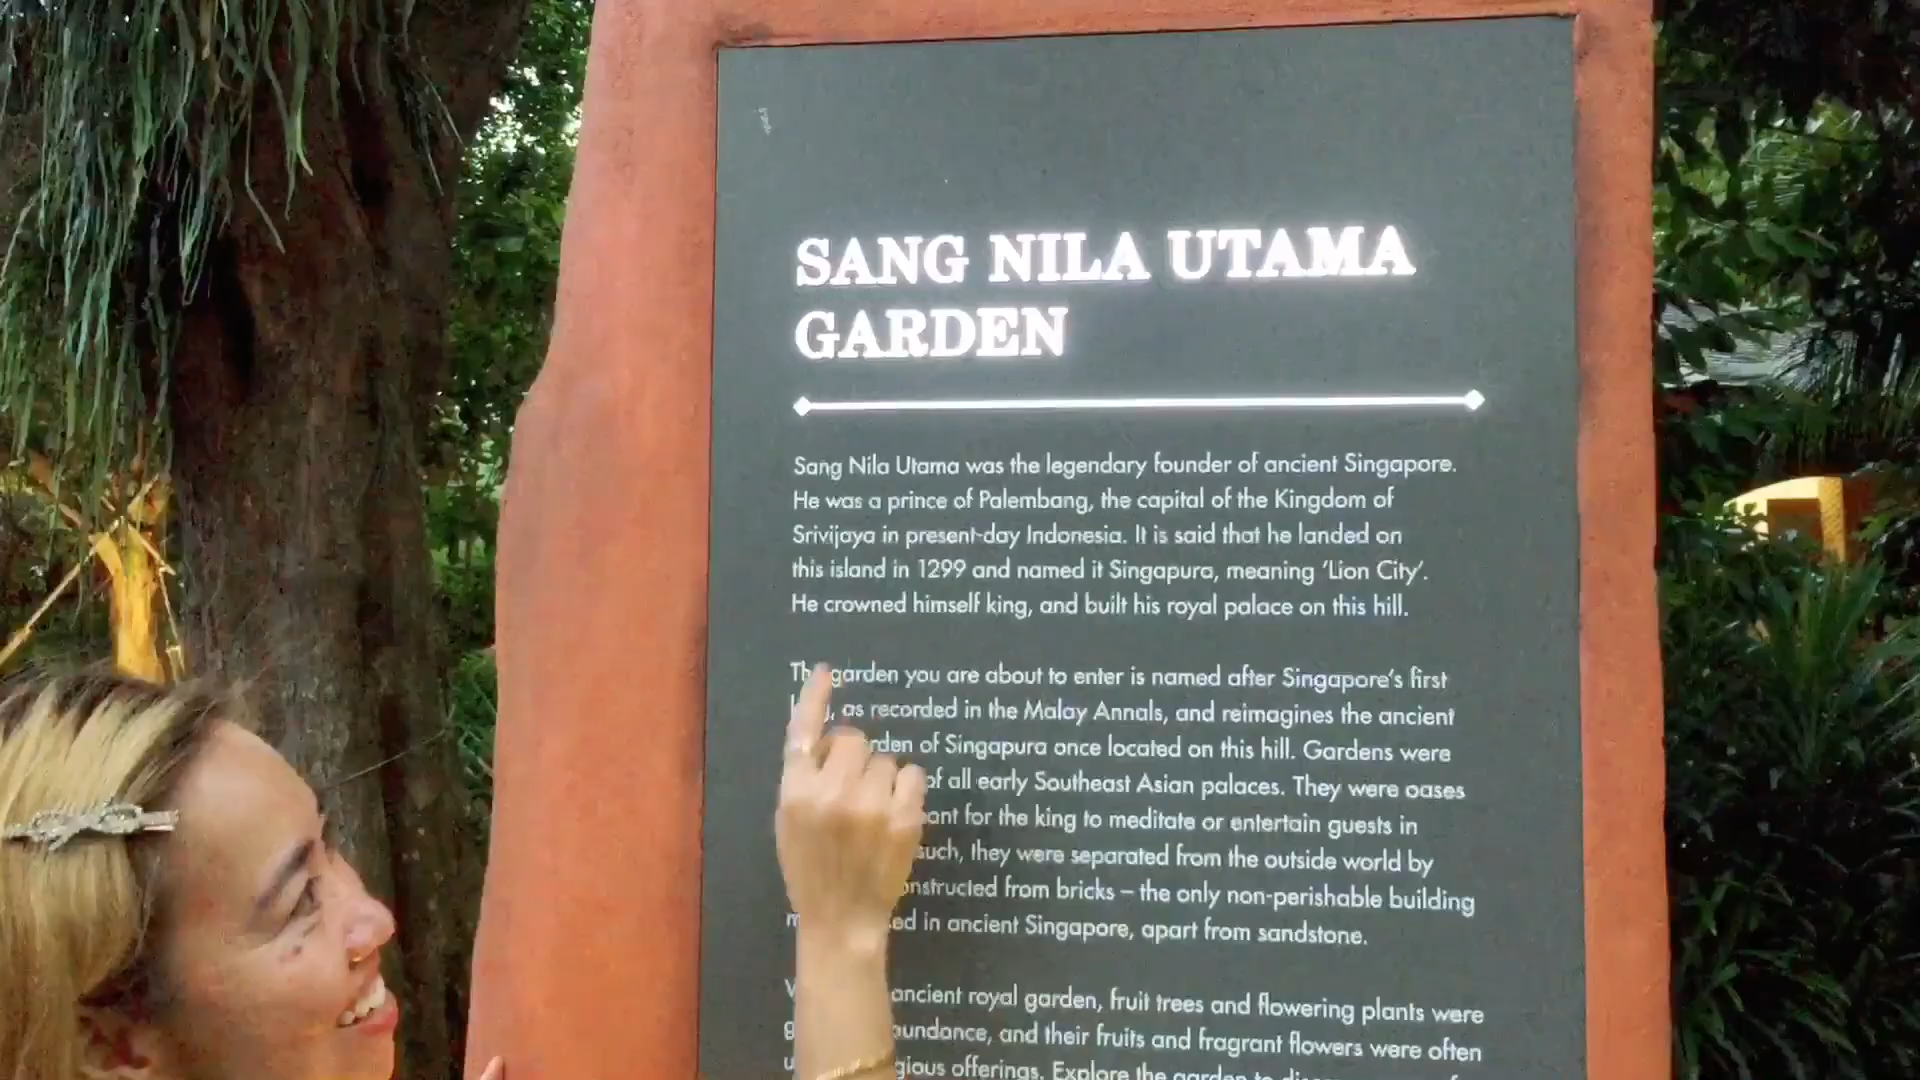 SANG NILA UTAMA
GARDEN
Sang Nila Utama was the legendary founder of ancient Singapore.
He was a prince of Palembang, the capital of the Kingdom of
Srivijaya in present-day Indonesia. It is said that he landed on
this island in 1299 and named it Singapura, meaning ‘Lion City’.
He crowned himself king, and built his royal palace on this hill.
garden you are about to enter is named after Singapore’s first
as recorded in the Malay Annals, and reimagines the ancient
of Singapura once located on this hill. Gardens were
of all early Southeast Asian palaces. They were oases
for the king to meditate or entertain guests in
such, they were separated from the outside world by
from bricks – the only non-perishable building
in ancient Singapore, apart from sandstone.
ancient royal garden, fruit trees and flowering plants were
and their fruits and fragrant flowers were often
offerings. Explore the garden to